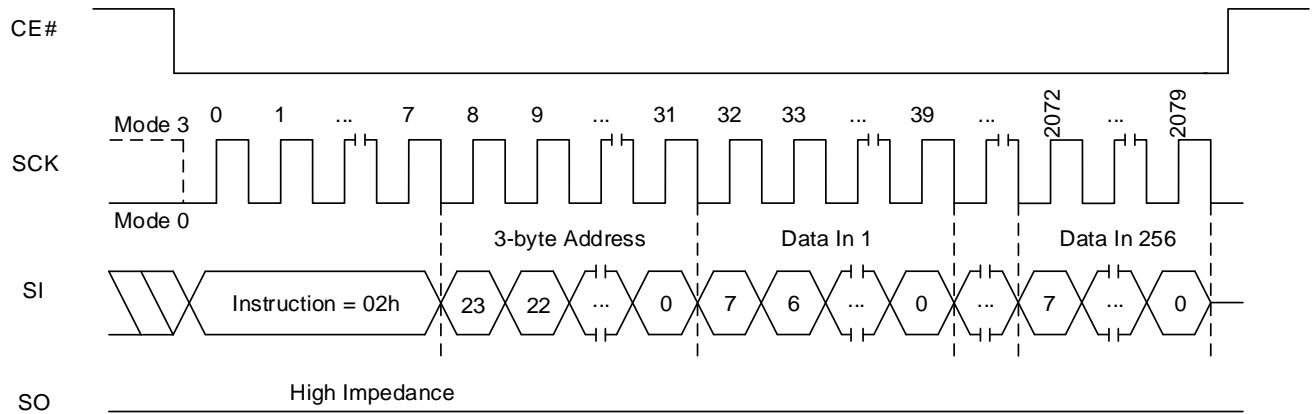 CE#
0 1 ... 7 8 9 ... 31 32 33 ... 39 ... 2072 ... 2079
Mode 3
SCK
Mode 0
3-byte Address Data In 1 Data In 256
SI
Instruction = 02h 23 22 ... 0 7 6 ... 0 ... 7 ... 0
High Impedance
SO